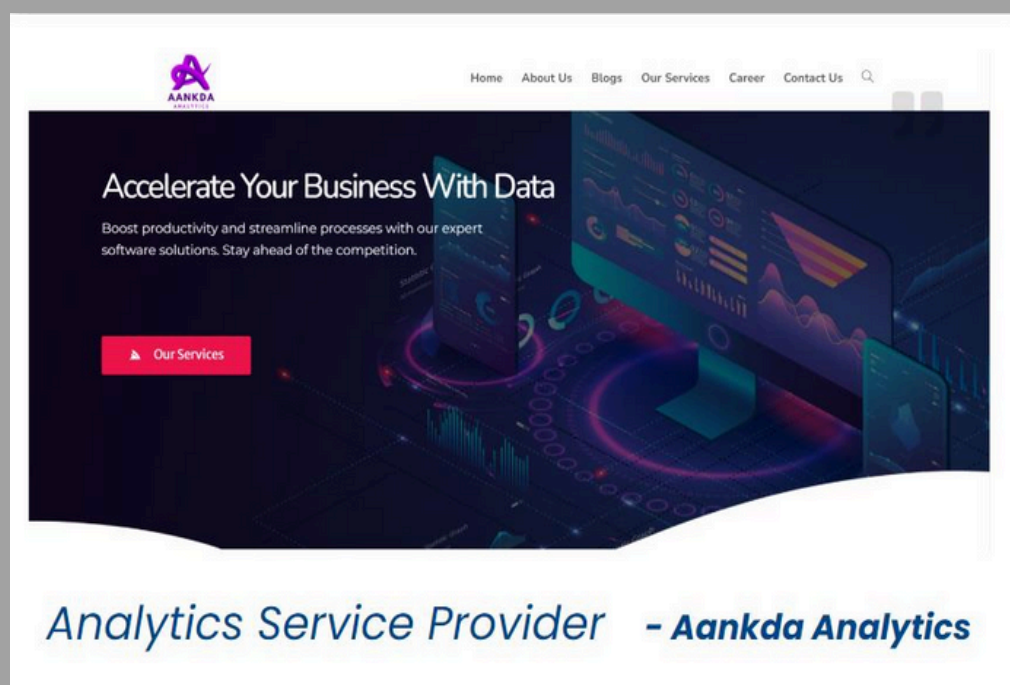 AANKDA
ANALYTICS
Home About Us Blogs Our Services Career Contact Us
Accelerate Your Business With Data
Boost productivity and streamline processes with our expert
software solutions. Stay ahead of the competition.
Our Services
Analytics Service Provider - Aankda Analytics